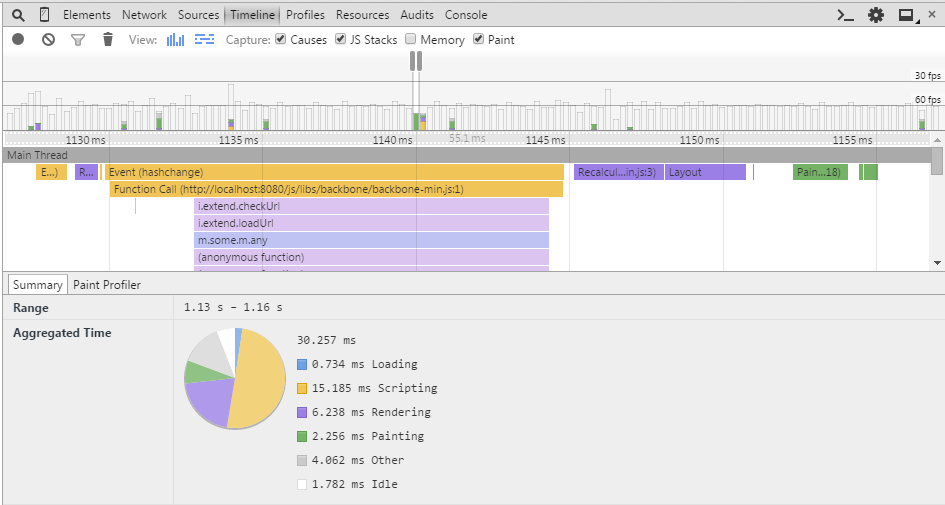 Elements Network Sources Timeline Profiles Resources Audits Console
View: Capture: Causes JS Stacks Memory Paint
30 fps
60 fps
1130 ms 1135 ms 1140 ms 55.1 ms 1145 ms 1150 ms 1155 ms
Main Thread
E...) R... Event (hashchange) Recalcul...in.js:3) Layout Pain...18)
Function Call (http://localhost:8080/js/libs/backbone/backbone-min.js:1)
i.extend.checkUrl
i.extend.loadUrl
m.some.m.any
(anonymous function)
Summary Paint Profiler
Range 1.13 s – 1.16 s
Aggregated Time
30.257 ms
0.734 ms Loading
15.185 ms Scripting
6.238 ms Rendering
2.256 ms Painting
4.062 ms Other
1.782 ms Idle